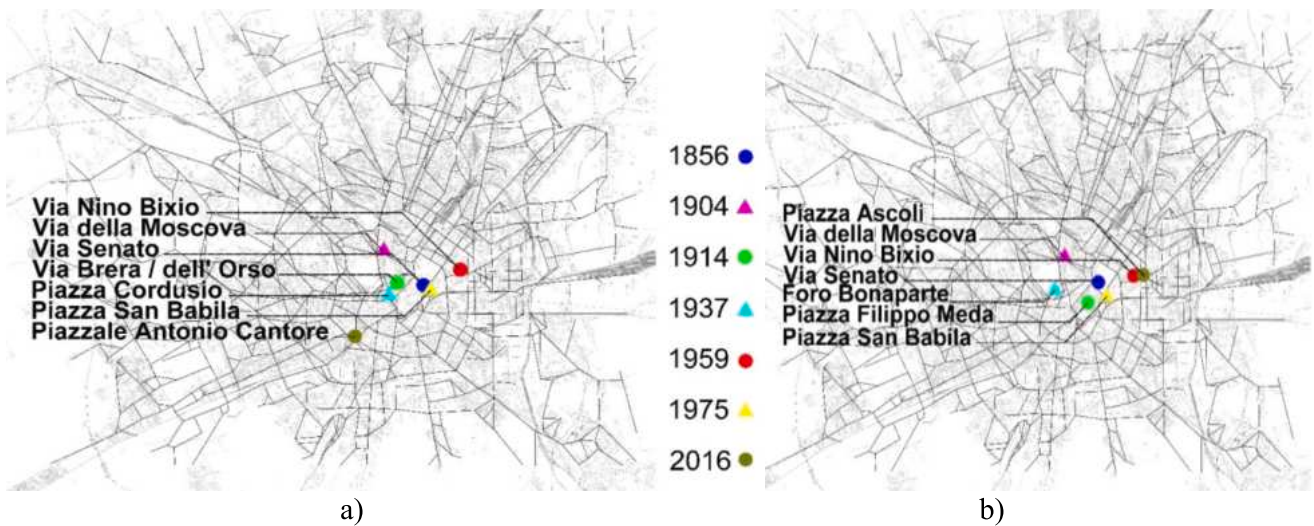 Via Nino Bixio
Via della Moscova
Via Senato
Via Brera / dell' Orso
Piazza Cordusio
Piazza San Babila
Piazzale Antonio Cantore
1856
1904
1914
1937
1959
1975
2016
Piazza Ascoli
Via della Moscova
Via Nino Bixio
Via Senato
Foro Bonaparte
Piazza Filippo Meda
Piazza San Babila
a)
b)